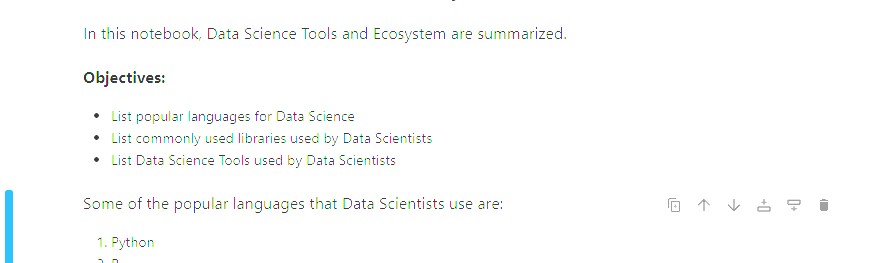 In this notebook, Data Science Tools and Ecosystem are summarized.
Objectives:
• List popular languages for Data Science
• List commonly used libraries used by Data Scientists
• List Data Science Tools used by Data Scientists
Some of the popular languages that Data Scientists use are:
1. Python